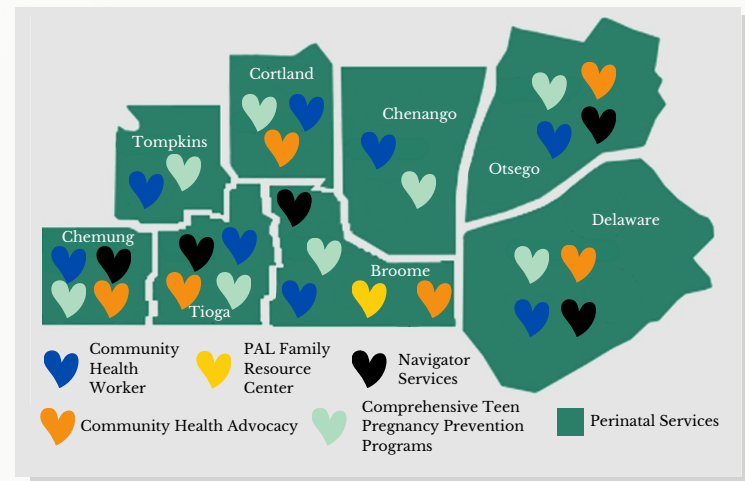 Cortland
Chenango
Tompkins
Otsego
Delaware
Chemung
Broome
Tioga
Community
Health
Worker
PAL Family
Resource
Center
Navigator
Services
Community Health Advocacy
Comprehensive Teen
Pregnancy Prevention
Programs
Perinatal Services